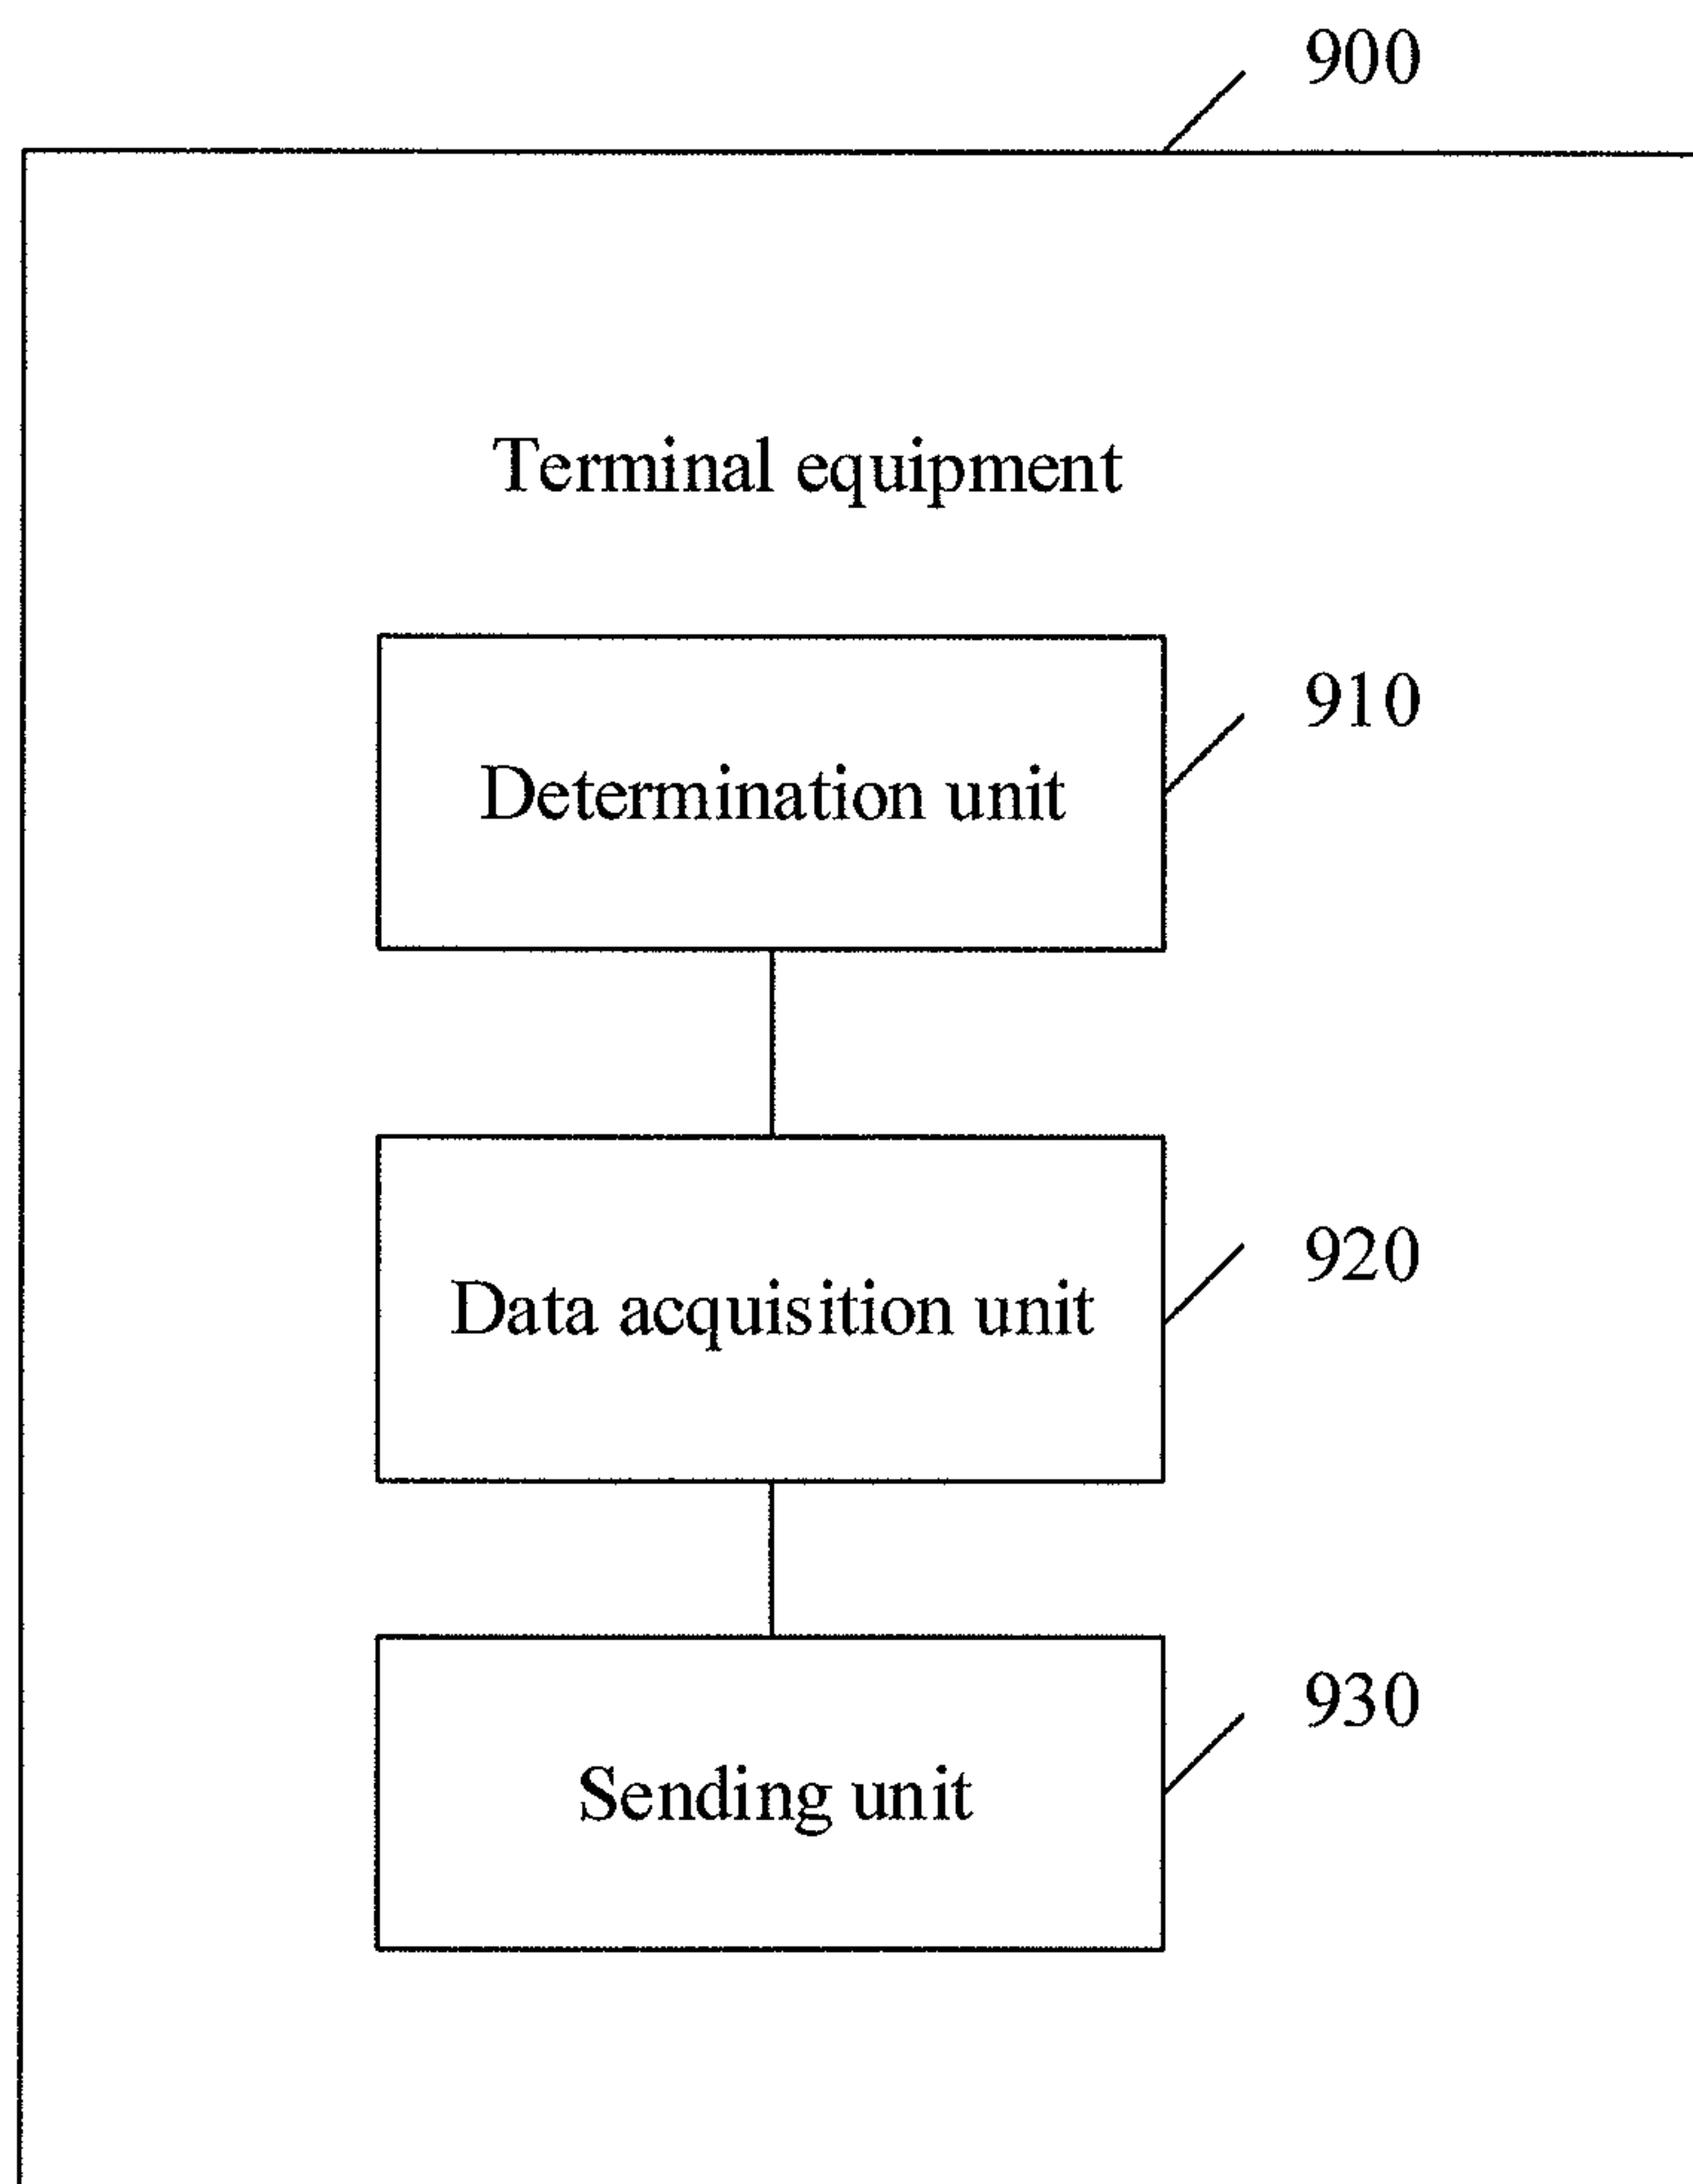 900
Terminal equipment
910
Determination unit
920
Data acquisition unit
930
Sending unit